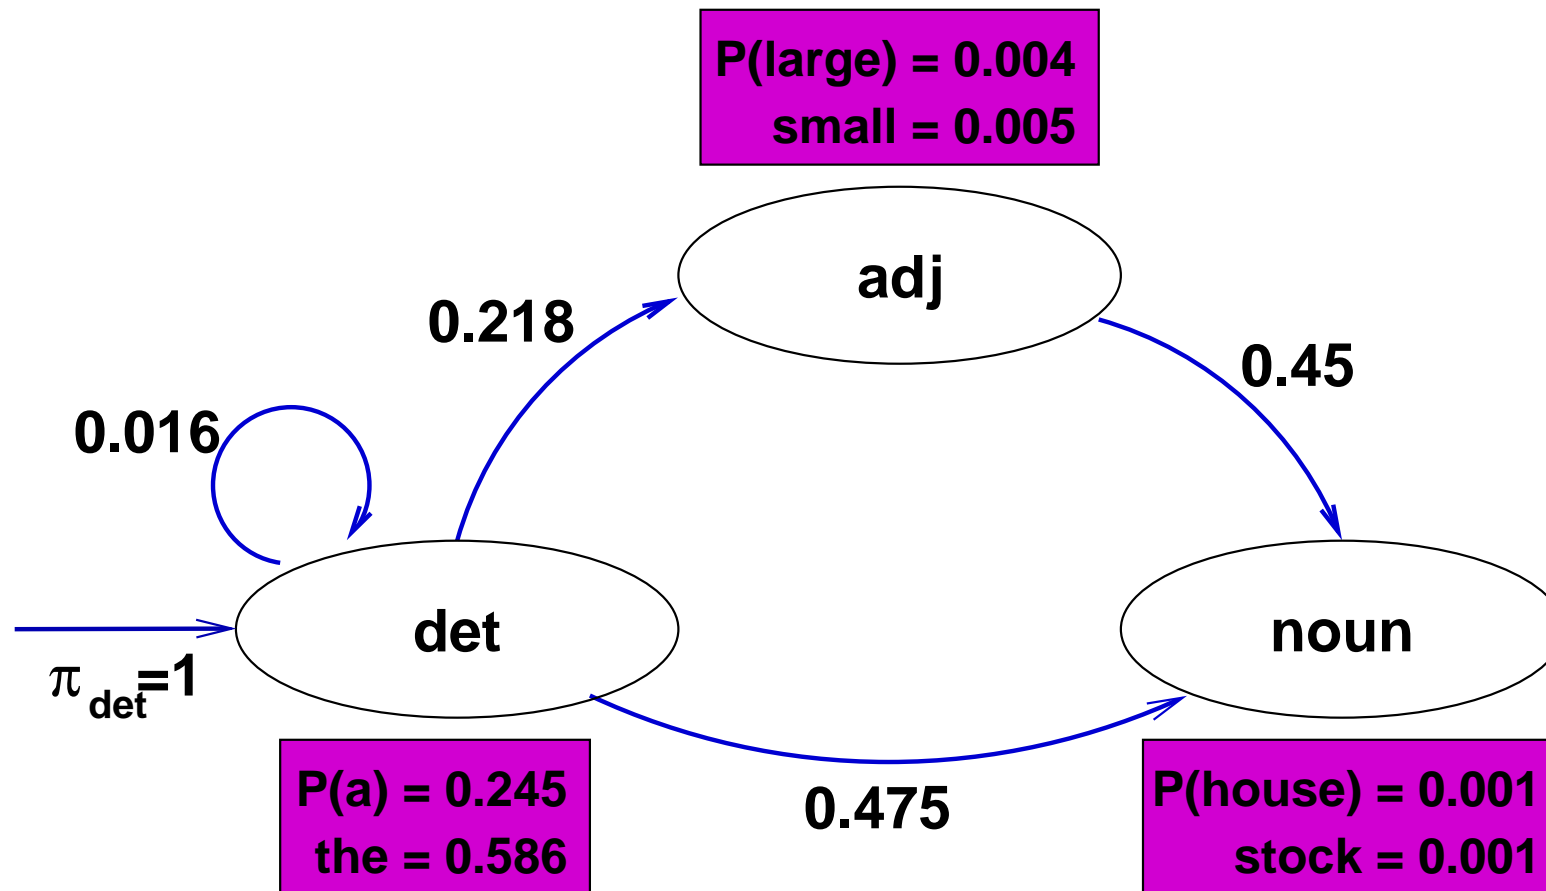 P(large) = 0.004
small = 0.005
adj
0.218
0.45
0.016
det
noun
π det=1
P(a) = 0.245
the = 0.586
0.475
P(house) = 0.001
stock = 0.001